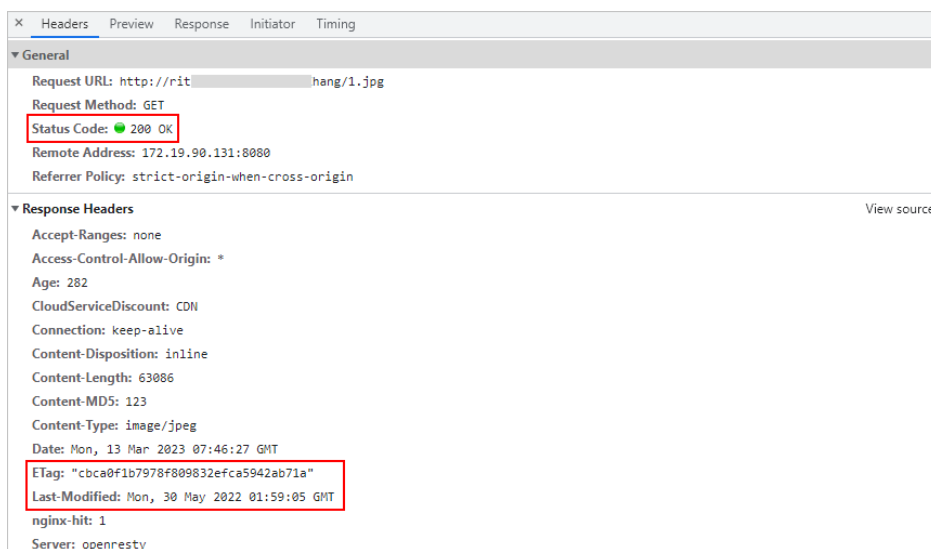 × Headers Preview Response Initiator Timing
▼ General
Request URL: http://rit hang/1.jpg
Request Method: GET
Status Code: 200 OK
Remote Address: 172.19.90.131:8080
Referrer Policy: strict-origin-when-cross-origin
▼ Response Headers View source
Accept-Ranges: none
Access-Control-Allow-Origin: *
Age: 282
CloudServiceDiscount: CDN
Connection: keep-alive
Content-Disposition: inline
Content-Length: 63086
Content-MD5: 123
Content-Type: image/jpeg
Date: Mon, 13 Mar 2023 07:46:27 GMT
ETag: "cbca0f1b7978f809832efca5942ab71a"
Last-Modified: Mon, 30 May 2022 01:59:05 GMT
nginx-hit: 1
Server: openresty